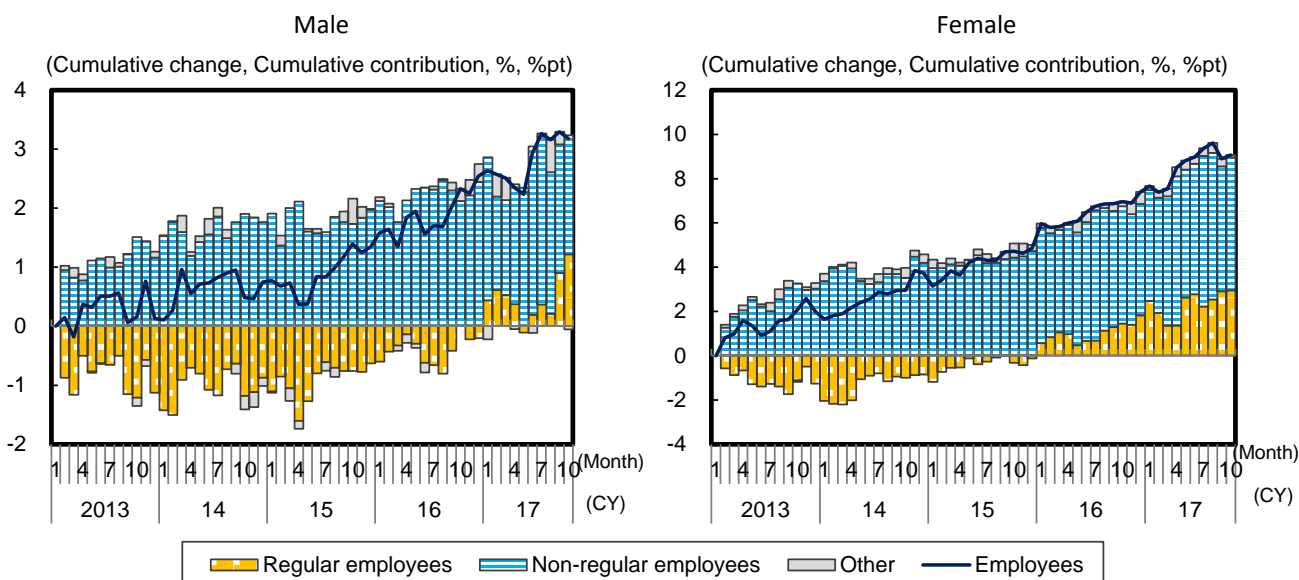 Male
(Cumulative change, Cumulative contribution, %, %pt)
4
3
2
1
0
-1
-2
1 4 7 10 1 4 7 10 1 4 7 10 1 4 7 10 1 4 7 10
(Month)
2013 14 15 16 17
(CY)
Female
(Cumulative change, Cumulative contribution, %, %pt)
12
10
8
6
4
2
0
-2
-4
1 4 7 10 1 4 7 10 1 4 7 10 1 4 7 10 1 4 7 10
(Month)
2013 14 15 16 17
(CY)
Regular employees Non-regular employees Other Employees